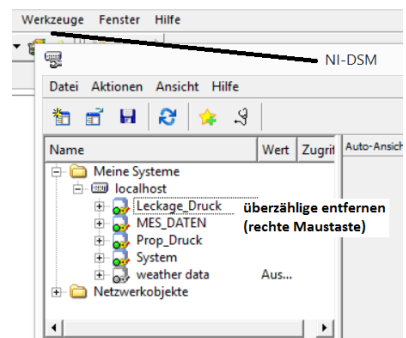 Werkzeuge Fenster Hilfe
NI-DSM
Datei Aktionen Ansicht Hilfe
Name Wert Zugrif Auto-Ansich
Meine Systeme
localhost
Leckage_Druck überzählige entfernen
MES_DATEN (rechte Maustaste)
Prop_Druck
System
weather data Aus...
Netzwerkobjekte